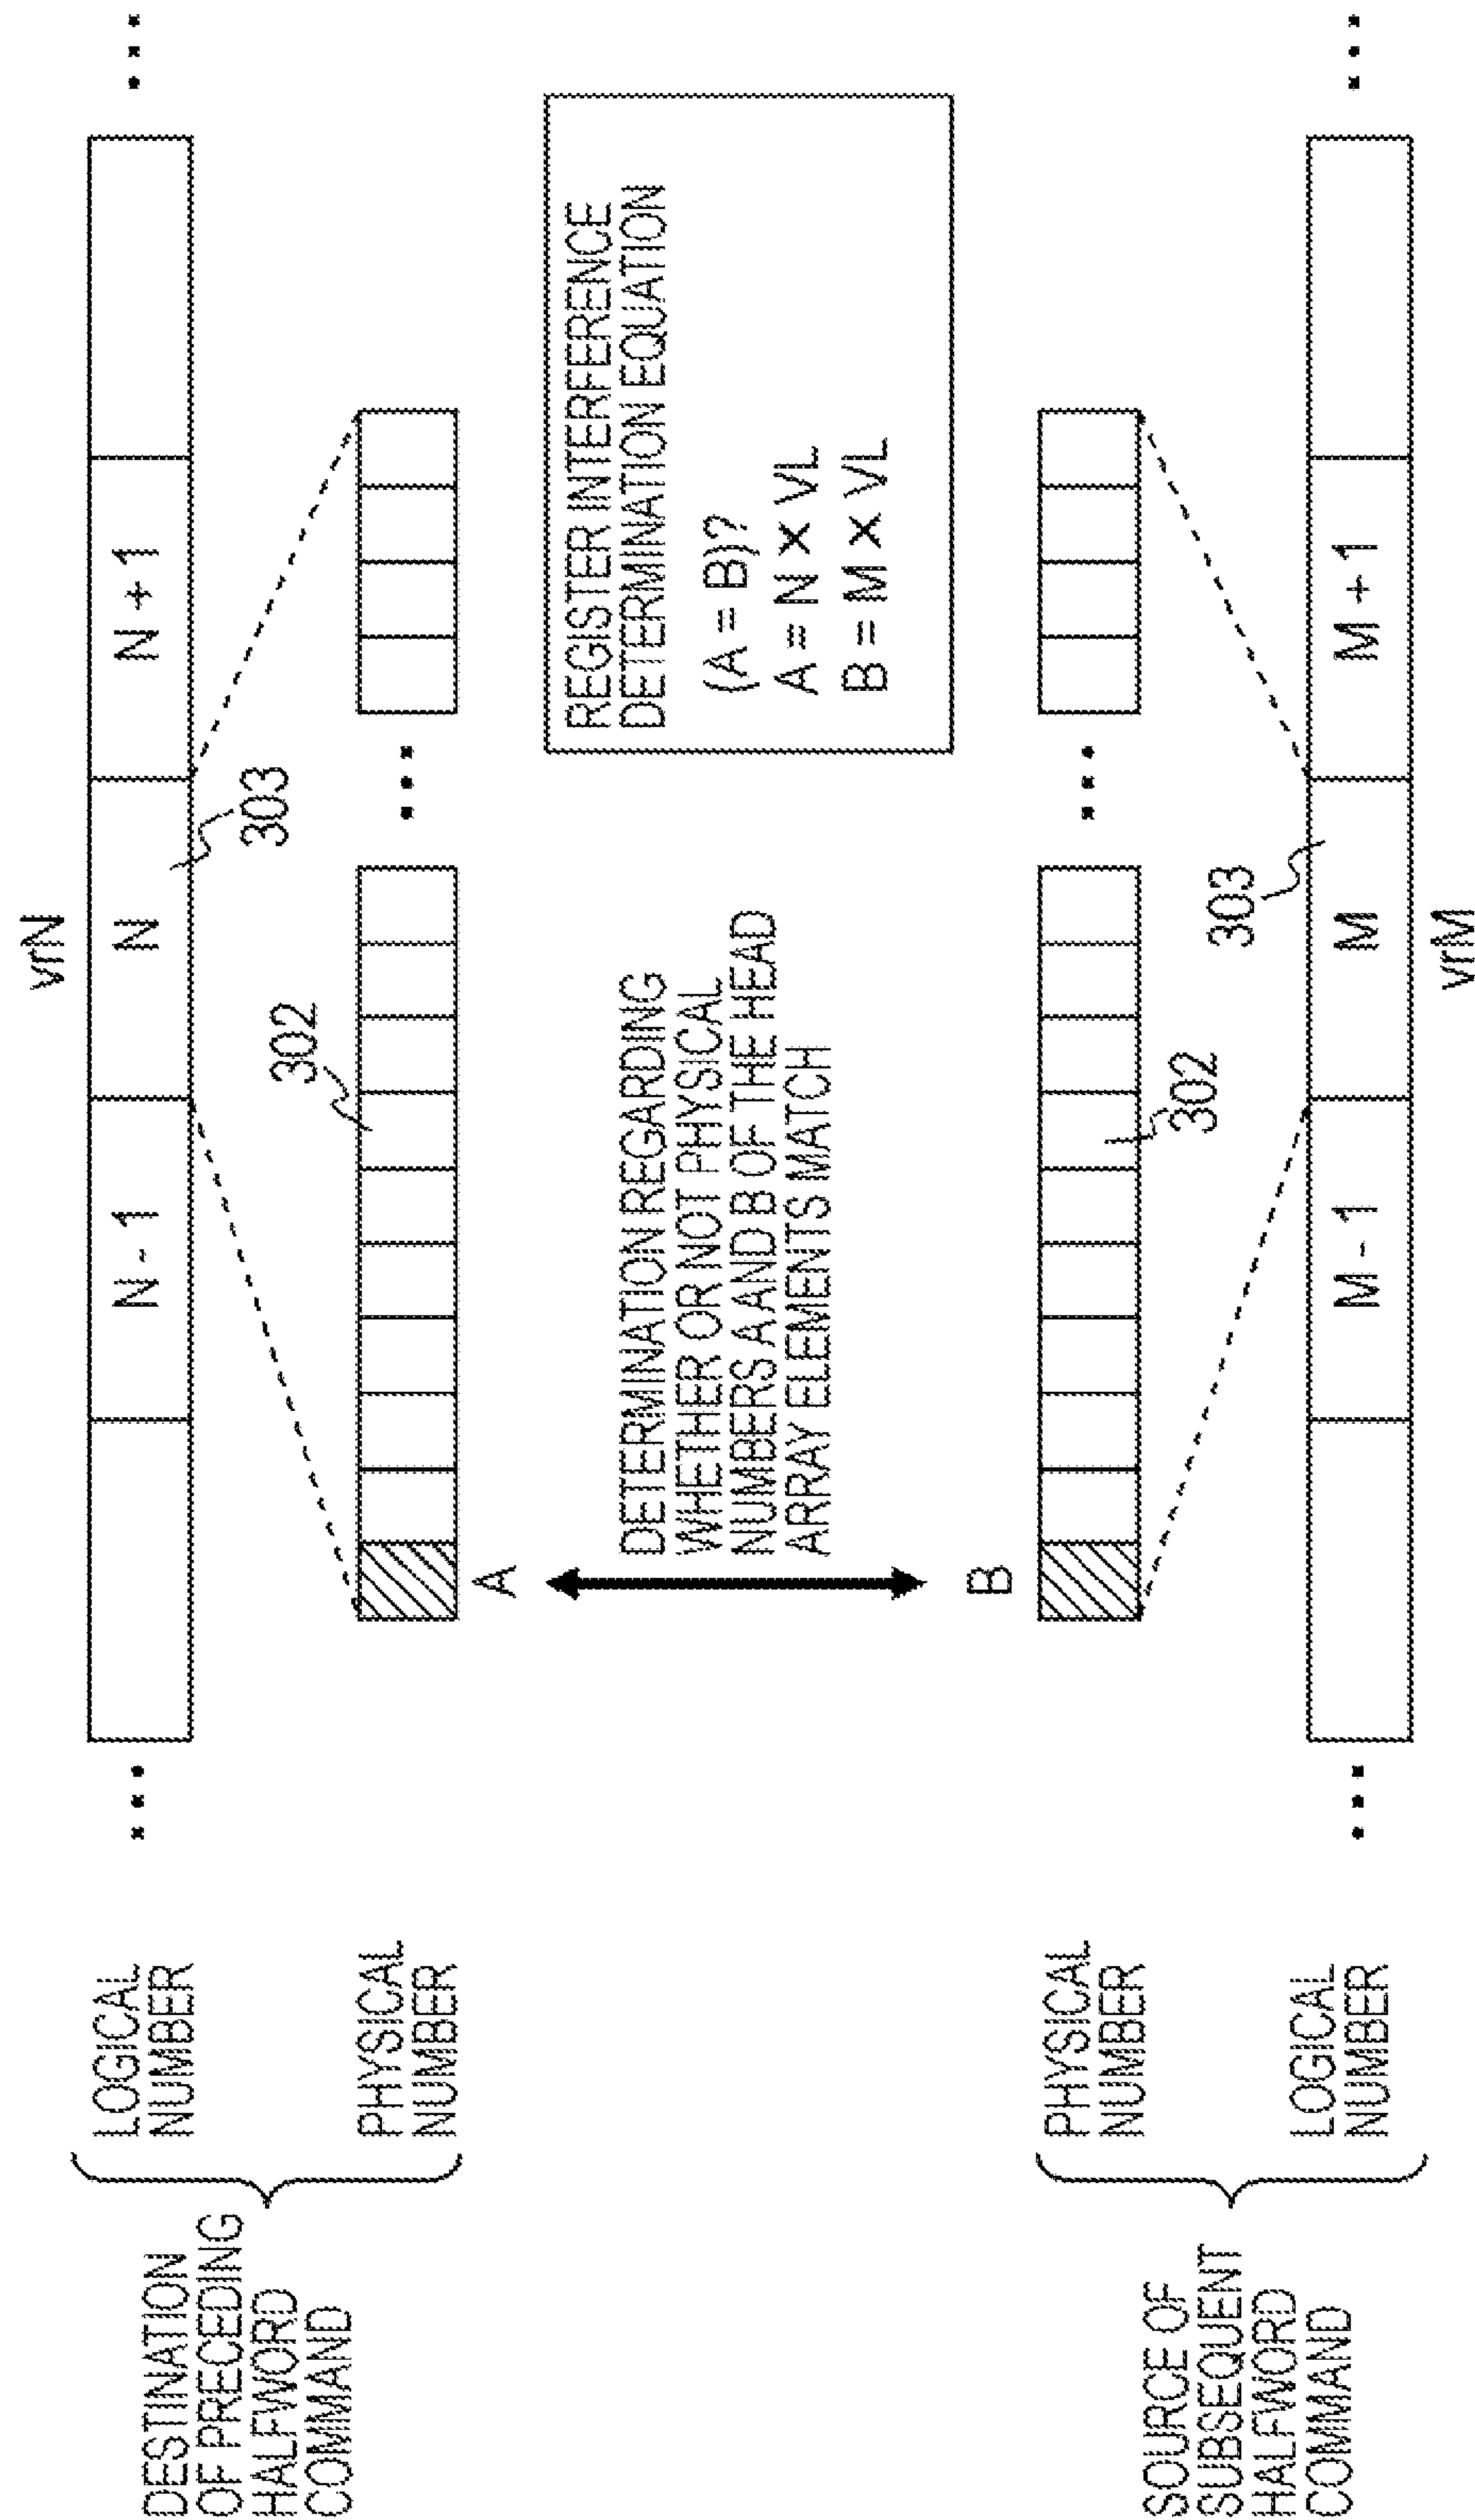 vrN
N - 1
N
N + 1
303
302
DESTINATION
OF PRECEDING
HALFWORD
COMMAND
LOGICAL
NUMBER
PHYSICAL
NUMBER
A
DETERMINATION REGARDING
WHETHER OR NOT PHYSICAL
NUMBERS A AND B OF THE HEAD
ARRAY ELEMENTS MATCH
REGISTER INTERFERENCE
DETERMINATION EQUATION
(A = B)?
A = N × VL
B = M × VL
B
SOURCE OF
SUBSEQUENT
HALFWORD
COMMAND
PHYSICAL
NUMBER
LOGICAL
NUMBER
302
303
M - 1
M
M + 1
vrM